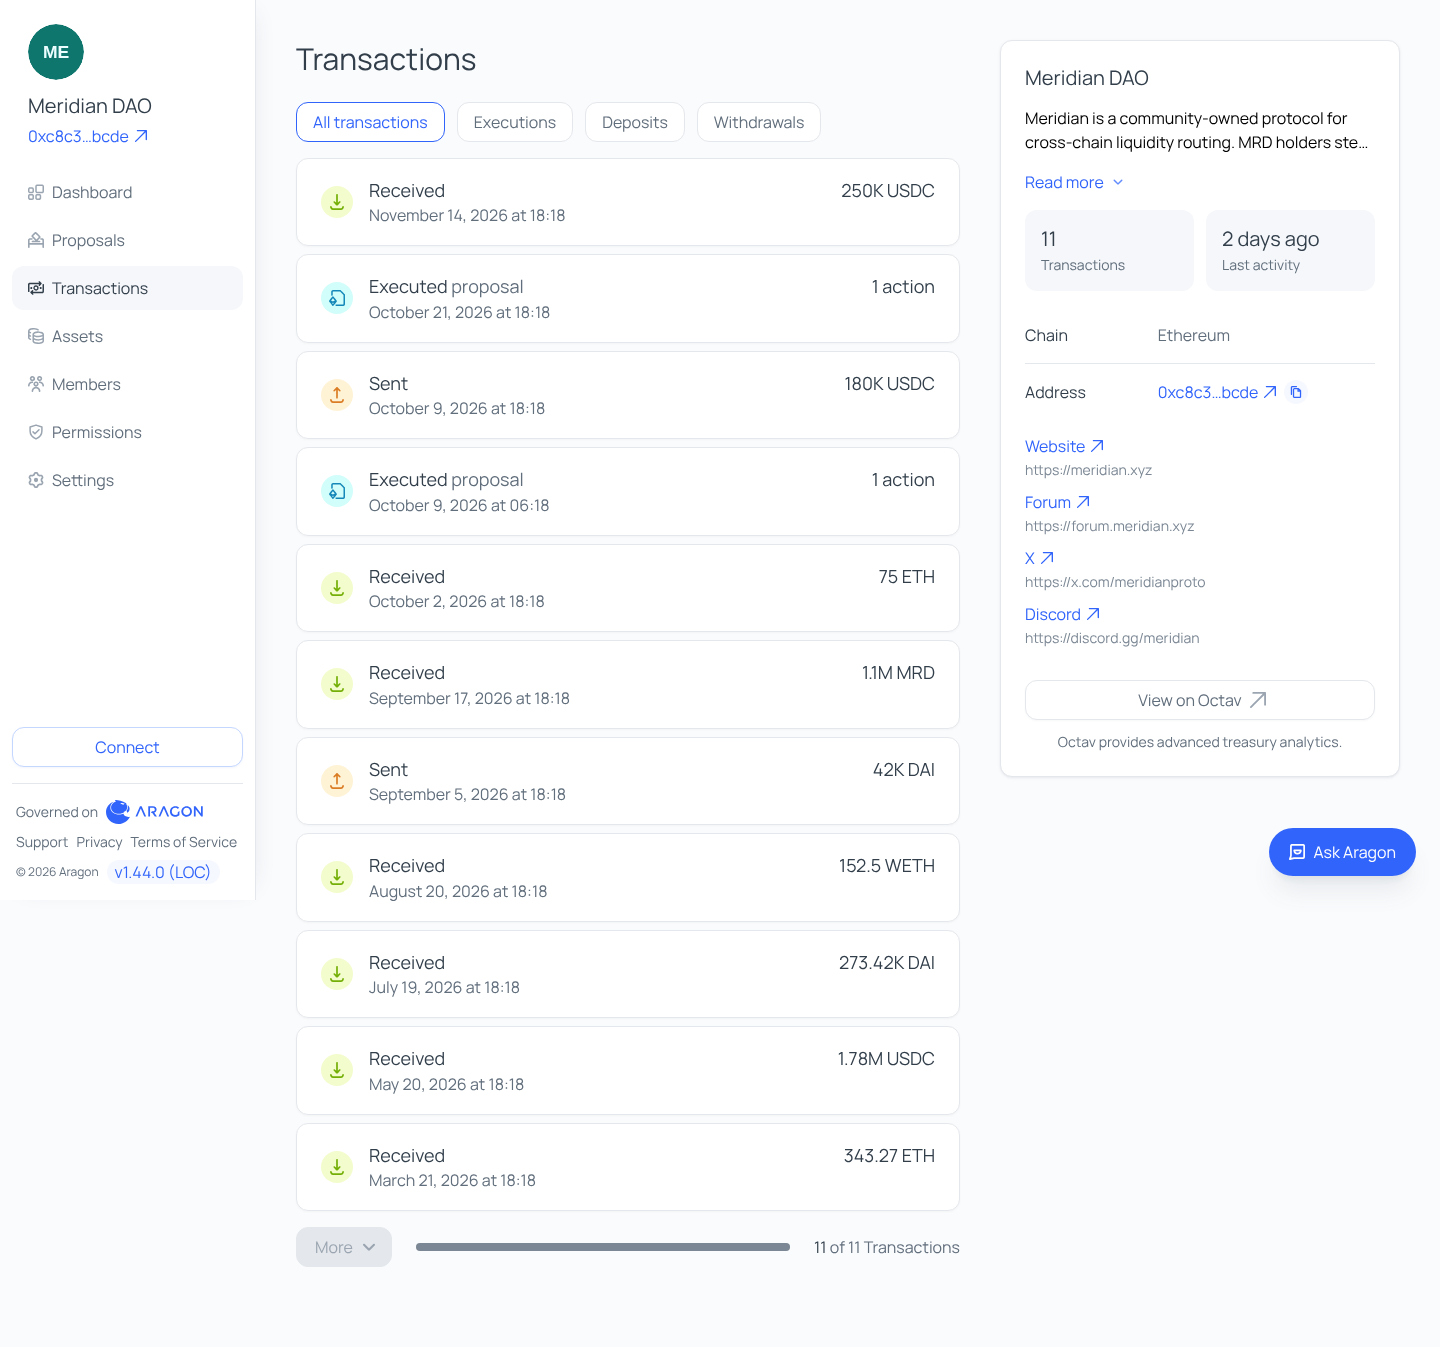 ME
Meridian DAO
0xc8c3...bcde
Dashboard
Proposals
Transactions
Assets
Members
Permissions
Settings
Connect
Governed on ARAGON
Support Privacy Terms of Service
© 2026 Aragon v1.44.0 (LOC)
Transactions
All transactions Executions Deposits Withdrawals
Received 250K USDC
November 14, 2026 at 18:18
Executed proposal 1 action
October 21, 2026 at 18:18
Sent 180K USDC
October 9, 2026 at 18:18
Executed proposal 1 action
October 9, 2026 at 06:18
Received 75 ETH
October 2, 2026 at 18:18
Received 1.1M MRD
September 17, 2026 at 18:18
Sent 42K DAI
September 5, 2026 at 18:18
Received 152.5 WETH
August 20, 2026 at 18:18
Received 273.42K DAI
July 19, 2026 at 18:18
Received 1.78M USDC
May 20, 2026 at 18:18
Received 343.27 ETH
March 21, 2026 at 18:18
More 11 of 11 Transactions
Meridian DAO
Meridian is a community-owned protocol for
cross-chain liquidity routing. MRD holders ste...
Read more
11
Transactions
2 days ago
Last activity
Chain Ethereum
Address 0xc8c3...bcde
Website
https://meridian.xyz
Forum
https://forum.meridian.xyz
X
https://x.com/meridianproto
Discord
https://discord.gg/meridian
View on Octav
Octav provides advanced treasury analytics.
Ask Aragon